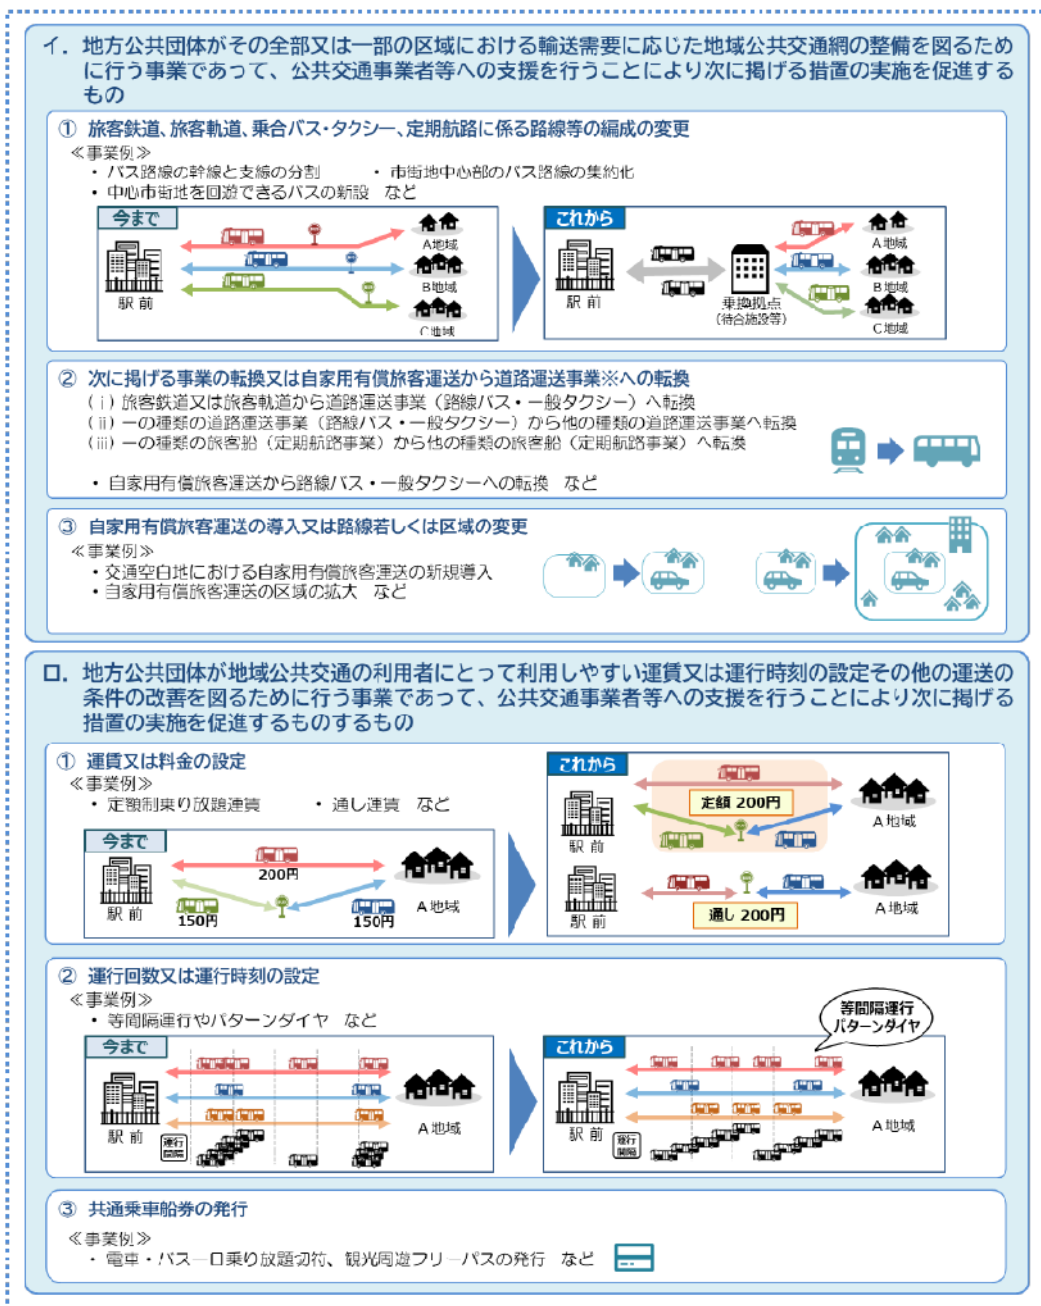 イ．地方公共団体がその全部又は一部の区域における輸送需要に応じた地域公共交通網の整備を図るため
に行う事業であって、公共交通事業者等への支援を行うことにより次に掲げる措置の実施を促進する
もの
① 旅客鉄道、旅客軌道、乗合バス・タクシー、定期航路に係る路線等の編成の変更
≪事業例≫
・バス路線の幹線と支線の分割 ・市街地中心部のバス路線の集約化
・中心市街地を回遊できるバスの新設 など
今まで
駅前
A地域
B地域
C地域
これから
駅前
乗換拠点
(待合施設等)
A地域
B地域
C地域
② 次に掲げる事業の転換又は自家用有償旅客運送から道路運送事業※への転換
(ⅰ) 旅客鉄道又は旅客軌道から道路運送事業（路線バス・一般タクシー）へ転換
(ⅱ) 一の種類の道路運送事業（路線バス・一般タクシー）から他の種類の道路運送事業へ転換
(ⅲ) 一の種類の旅客船（定期航路事業）から他の種類の旅客船（定期航路事業）へ転換
・自家用有償旅客運送から路線バス・一般タクシーへの転換 など
③ 自家用有償旅客運送の導入又は路線若しくは区域の変更
≪事業例≫
・交通空白地における自家用有償旅客運送の新規導入
・自家用有償旅客運送の区域の拡大 など
ロ．地方公共団体が地域公共交通の利用者にとって利用しやすい運賃又は運行時刻の設定その他の運送の
条件の改善を図るために行う事業であって、公共交通事業者等への支援を行うことにより次に掲げる
措置の実施を促進するものするもの
① 運賃又は料金の設定
≪事業例≫
・定額制乗り放題運賃 ・通し運賃 など
今まで
駅前
200円
150円
150円
A地域
これから
駅前
定額 200円
A地域
駅前
通し 200円
A地域
② 運行回数又は運行時刻の設定
≪事業例≫
・等間隔運行やパターンダイヤ など
今まで
駅前
運行
間隔
A地域
等間隔運行
パターンダイヤ
これから
駅前
運行
間隔
A地域
③ 共通乗車船券の発行
≪事業例≫
・電車・バス一日乗り放題切符、観光周遊フリーパスの発行 など